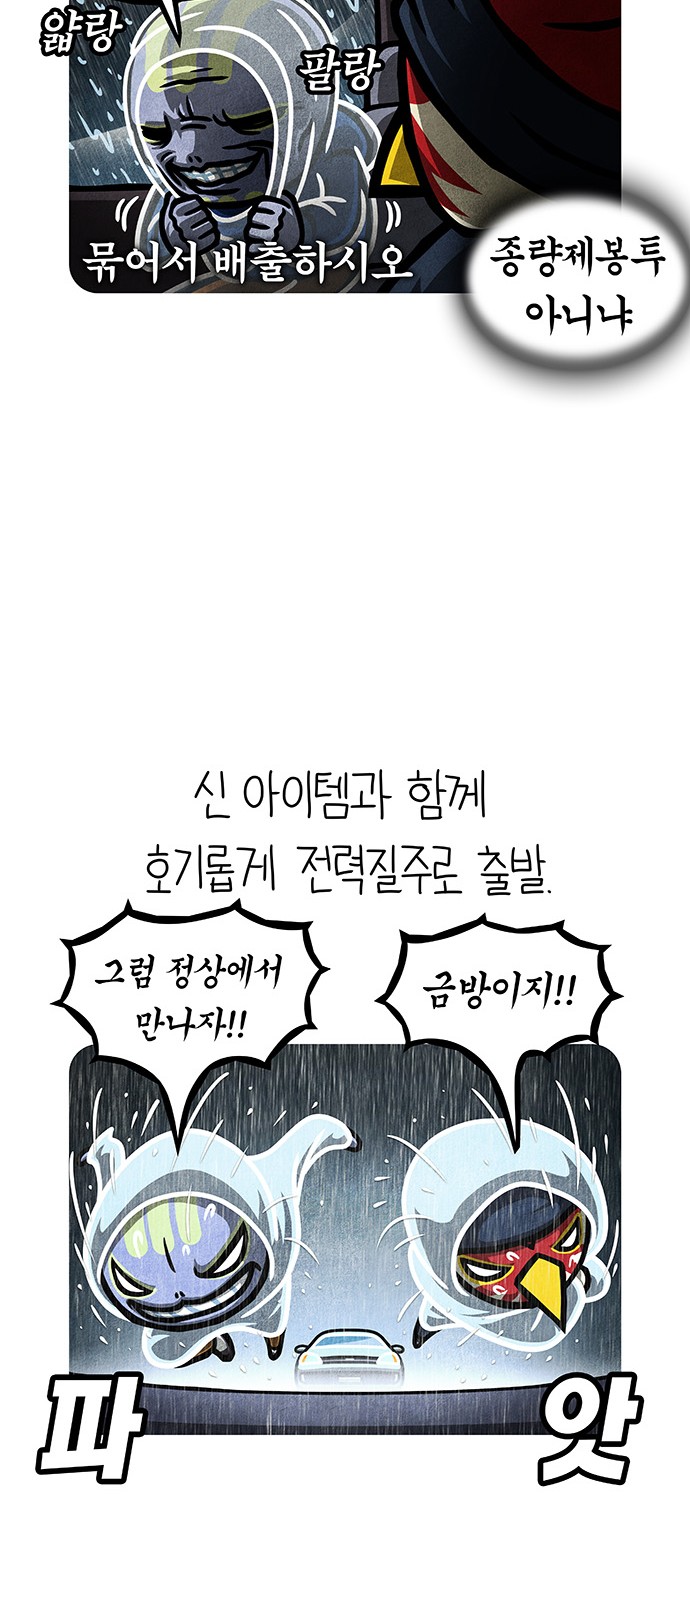 얇랑
팔랑
묶어서 배출하시오
종량제봉투
아니냐
신 아이템과 함께
호기롭게 전력질주로 출발.
그럼 정상에서
만나자!!
금방이지!!
파
앗